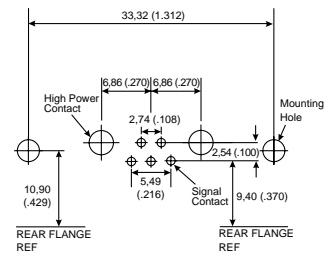 33,32 (1.312)
6,86 (.270)
6,86 (.270)
High Power
Contact
2,74 (.108)
Mounting
Hole
2,54 (.100)
10,90
(.429)
5,49
(.216)
Signal
Contact
9,40 (.370)
REAR FLANGE
REF
REAR FLANGE
REF